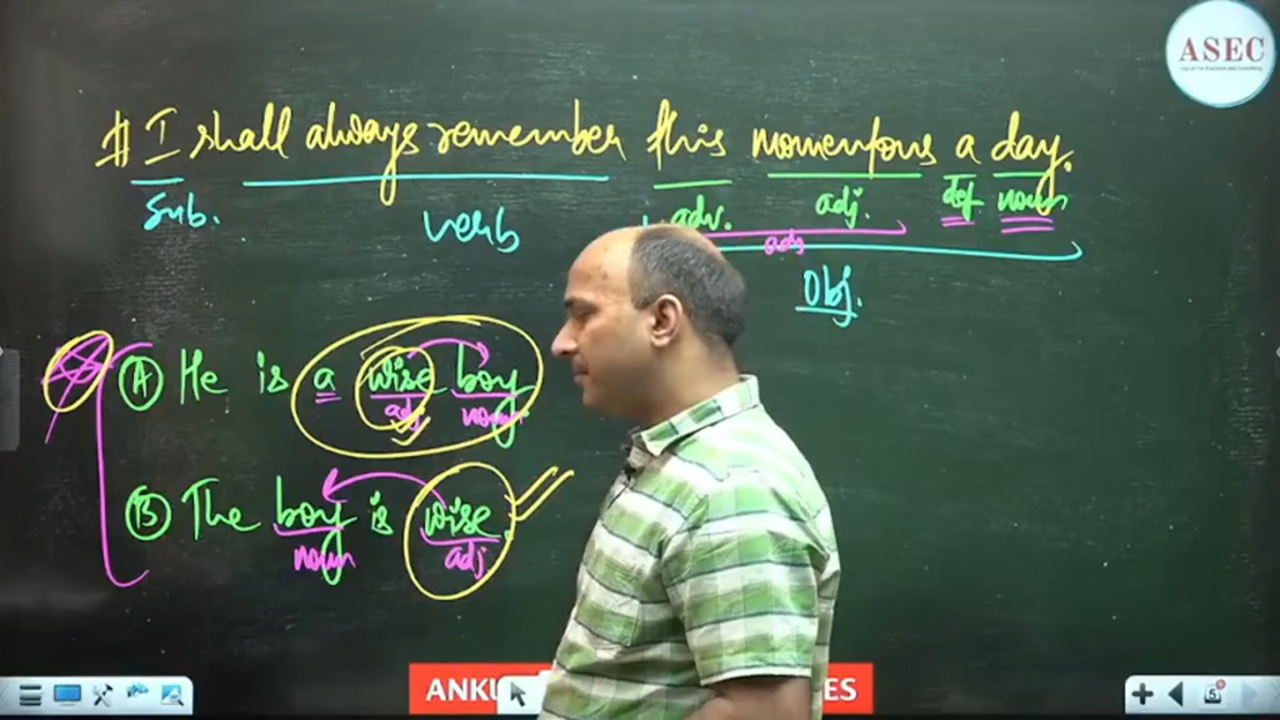 ASEC
# I shall always remember this momentous a day.
Sub. verb adv. adj. def. noun
adj
Obj.
A He is a wise boy
adj. noun
B The boy is wise.
noun adj
ES
5